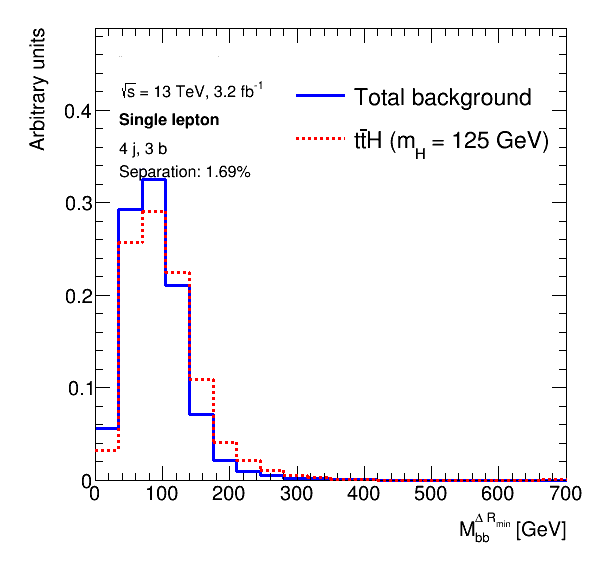 Arbitrary units
√s = 13 TeV, 3.2 fb⁻¹
Single lepton
4 j, 3 b
Separation: 1.69%
Total background
tt̄H (m_H = 125 GeV)
0.4
0.3
0.2
0.1
0
0 100 200 300 400 500 600 700
M_bb^ΔR_min [GeV]